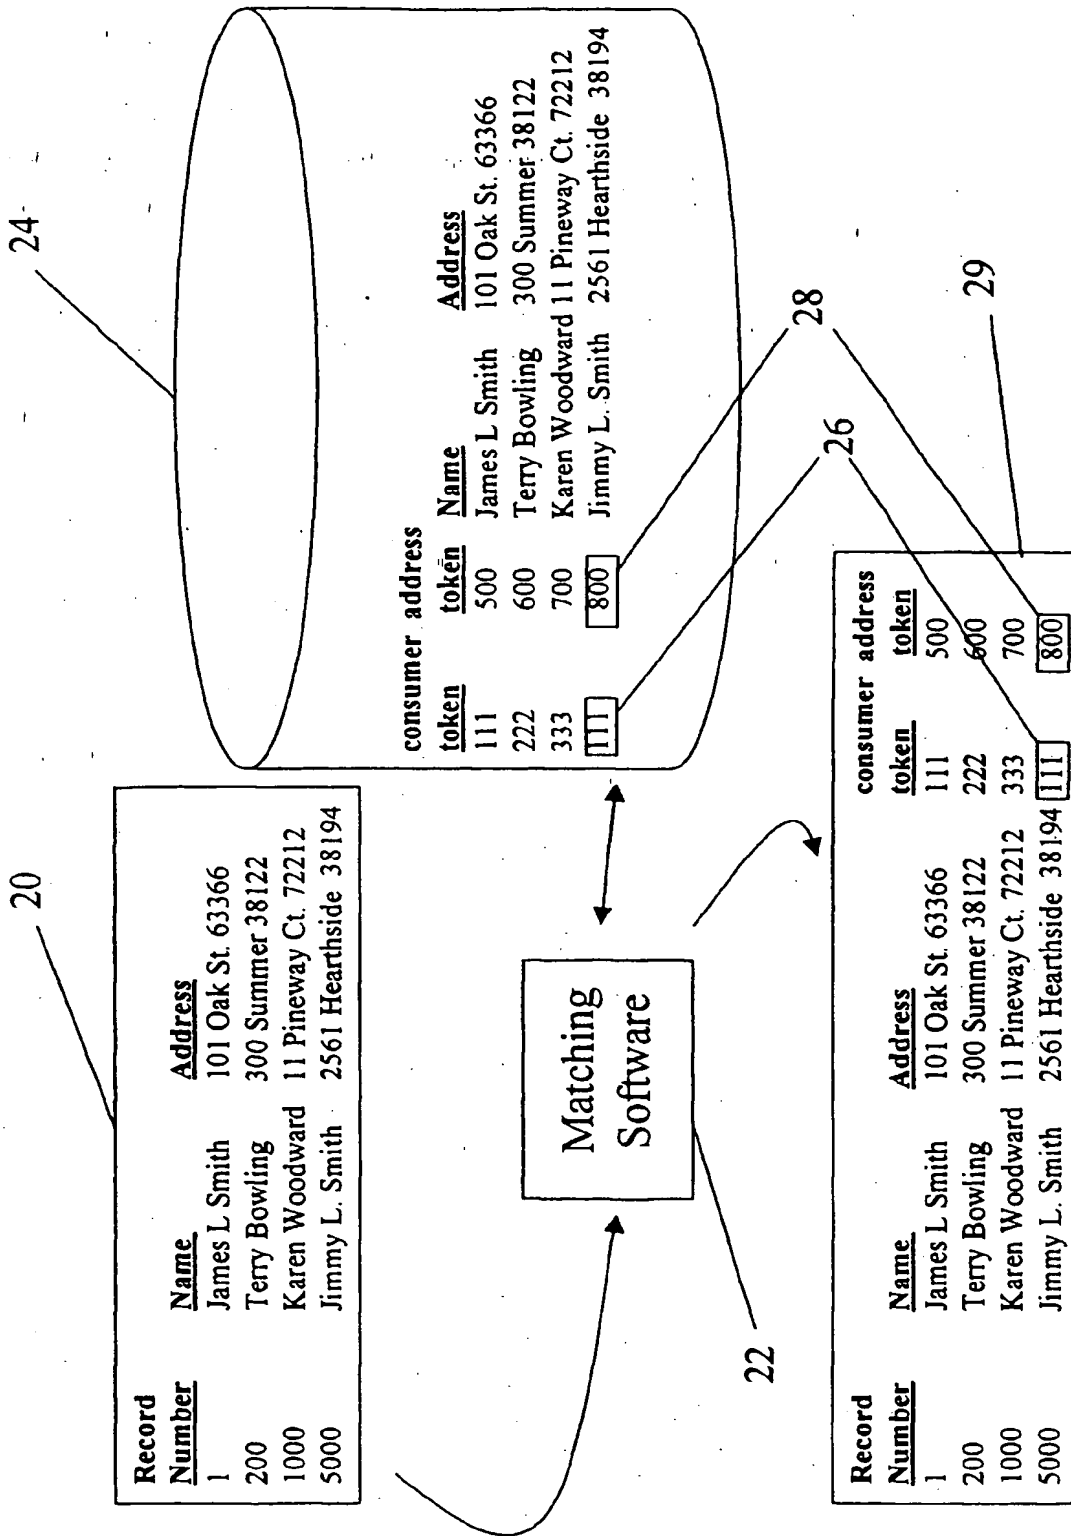 20
Record
Number Name Address
1 James L Smith 101 Oak St. 63366
200 Terry Bowling 300 Summer 38122
1000 Karen Woodward 11 Pineway Ct. 72212
5000 Jimmy L. Smith 2561 Hearthside 38194
24
consumer address
token token Name Address
111 500 James L Smith 101 Oak St. 63366
222 600 Terry Bowling 300 Summer 38122
333 700 Karen Woodward 11 Pineway Ct. 72212
111 800 Jimmy L. Smith 2561 Hearthside 38194
Matching
Software
22
26
28
29
Record consumer address
Number Name Address token token
1 James L Smith 101 Oak St. 63366 111 500
200 Terry Bowling 300 Summer 38122 222 600
1000 Karen Woodward 11 Pineway Ct. 72212 333 700
5000 Jimmy L. Smith 2561 Hearthside 38194 111 800